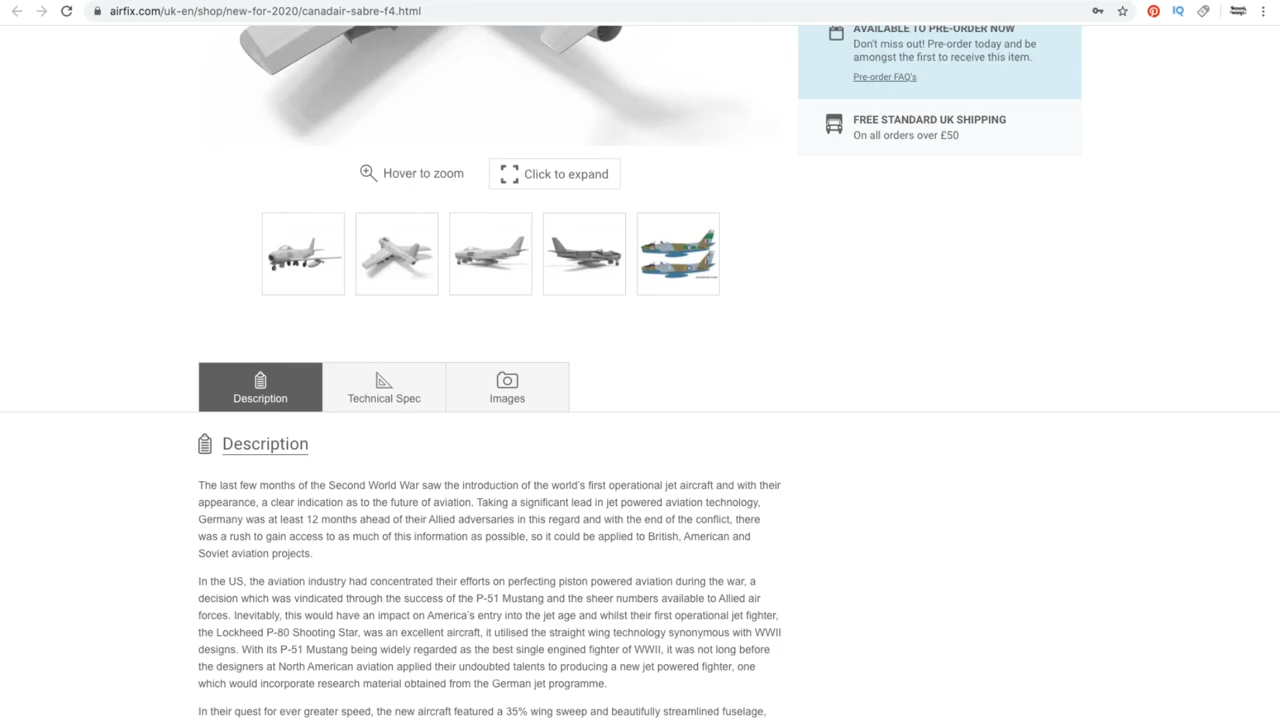 airfix.com/uk-en/shop/new-for-2020/canadair-sabre-f4.html
AVAILABLE TO PRE-ORDER NOW
Don't miss out! Pre-order today and be
amongst the first to receive this item.
Pre-order FAQ's
FREE STANDARD UK SHIPPING
On all orders over £50
Hover to zoom
Click to expand
Description
Technical Spec
Images
Description
The last few months of the Second World War saw the introduction of the world's first operational jet aircraft and with their
appearance, a clear indication as to the future of aviation. Taking a significant lead in jet powered aviation technology,
Germany was at least 12 months ahead of their Allied adversaries in this regard and with the end of the conflict, there
was a rush to gain access to as much of this information as possible, so it could be applied to British, American and
Soviet aviation projects.
In the US, the aviation industry had concentrated their efforts on perfecting piston powered aviation during the war, a
decision which was vindicated through the success of the P-51 Mustang and the sheer numbers available to Allied air
forces. Inevitably, this would have an impact on America's entry into the jet age and whilst their first operational jet fighter,
the Lockheed P-80 Shooting Star, was an excellent aircraft, it utilised the straight wing technology synonymous with WWII
designs. With its P-51 Mustang being widely regarded as the best single engined fighter of WWII, it was not long before
the designers at North American aviation applied their undoubted talents to producing a new jet powered fighter, one
which would incorporate research material obtained from the German jet programme.
In their quest for ever greater speed, the new aircraft featured a 35% wing sweep and beautifully streamlined fuselage,